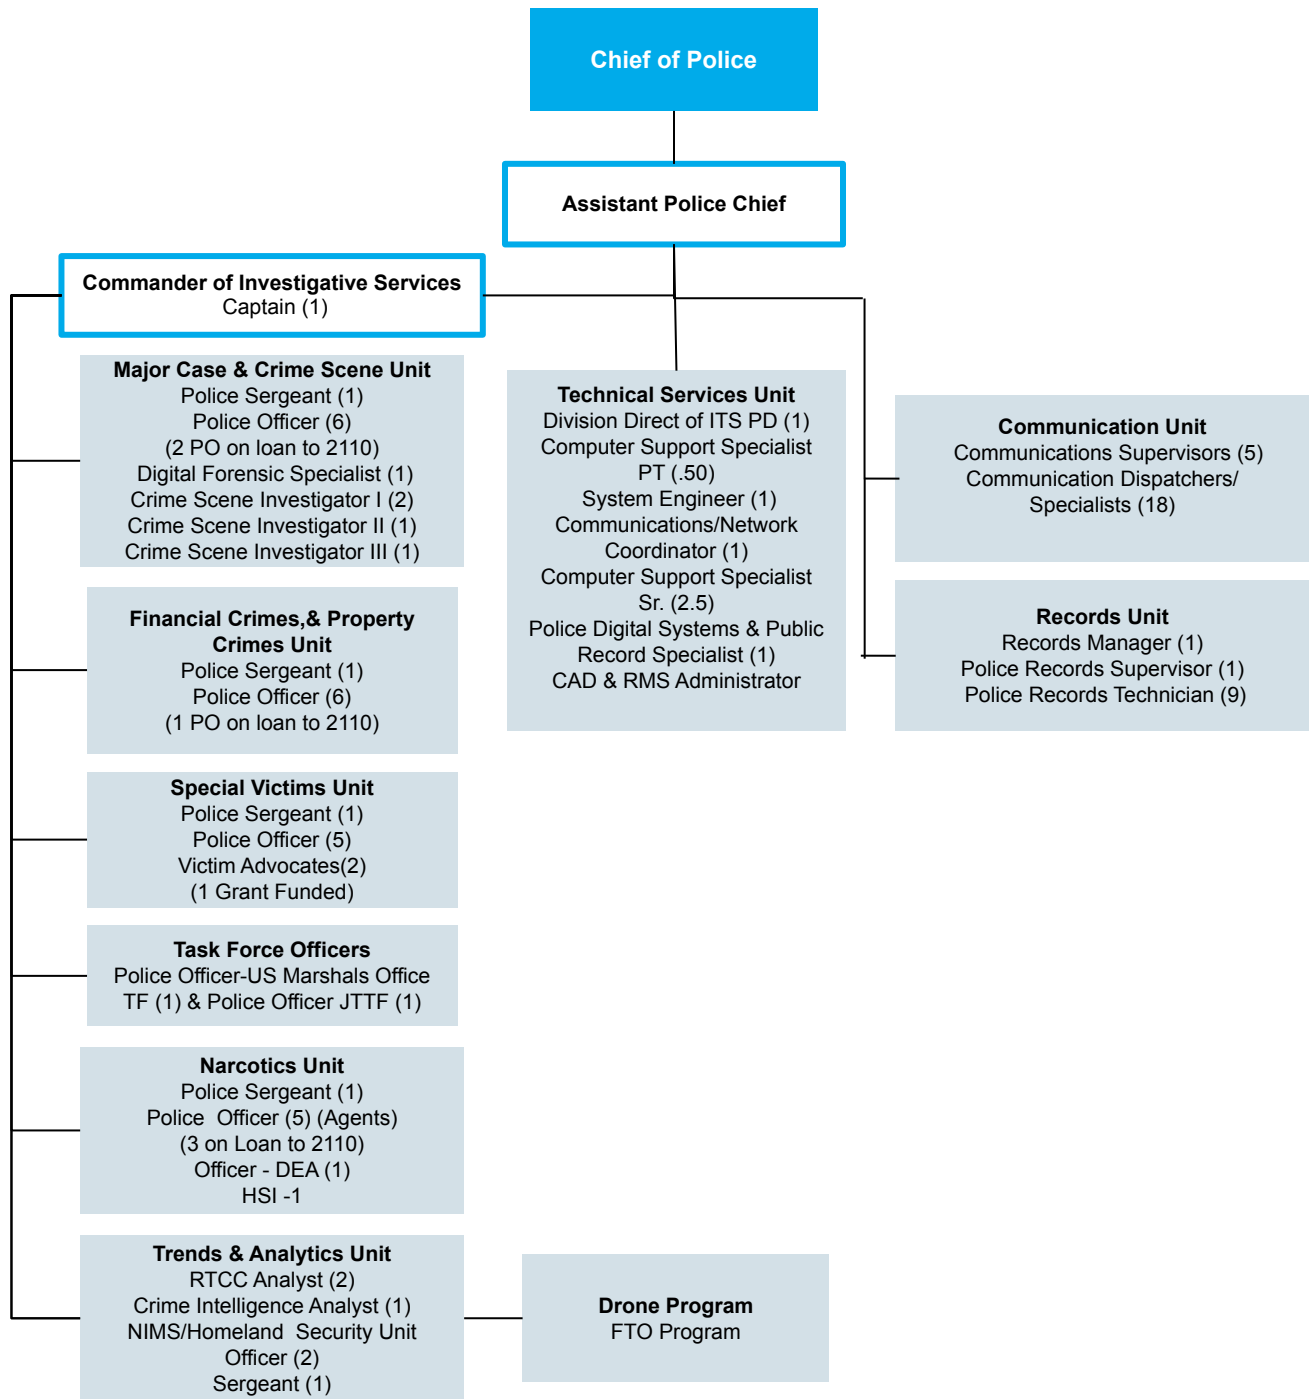 Chief of Police
Assistant Police Chief
Commander of Investigative Services
Captain (1)
Major Case & Crime Scene Unit
Police Sergeant (1)
Police Officer (6)
(2 PO on loan to 2110)
Digital Forensic Specialist (1)
Crime Scene Investigator I (2)
Crime Scene Investigator II (1)
Crime Scene Investigator III (1)
Financial Crimes,& Property
Crimes Unit
Police Sergeant (1)
Police Officer (6)
(1 PO on loan to 2110)
Special Victims Unit
Police Sergeant (1)
Police Officer (5)
Victim Advocates(2)
(1 Grant Funded)
Task Force Officers
Police Officer-US Marshals Office
TF (1) & Police Officer JTTF (1)
Narcotics Unit
Police  Officer (5) (Agents)
Police Sergeant (1)
(3 on Loan to 2110)
Officer - DEA (1)
HSI -1
Trends & Analytics Unit
RTCC Analyst (2)
Crime Intelligence Analyst (1)
NIMS/Homeland  Security Unit
Officer (2)
Sergeant (1)
Drone Program
FTO Program
Technical Services Unit
Division Direct of ITS PD (1)
Computer Support Specialist
PT (.50)
System Engineer (1)
Communications/Network
Coordinator (1)
Computer Support Specialist
Sr. (2.5)
Police Digital Systems & Public
Record Specialist (1)
CAD & RMS Administrator
Communication Unit
Communications Supervisors (5)
Communication Dispatchers/
Specialists (18)
Records Unit
Records Manager (1)
Police Records Supervisor (1)
Police Records Technician (9)